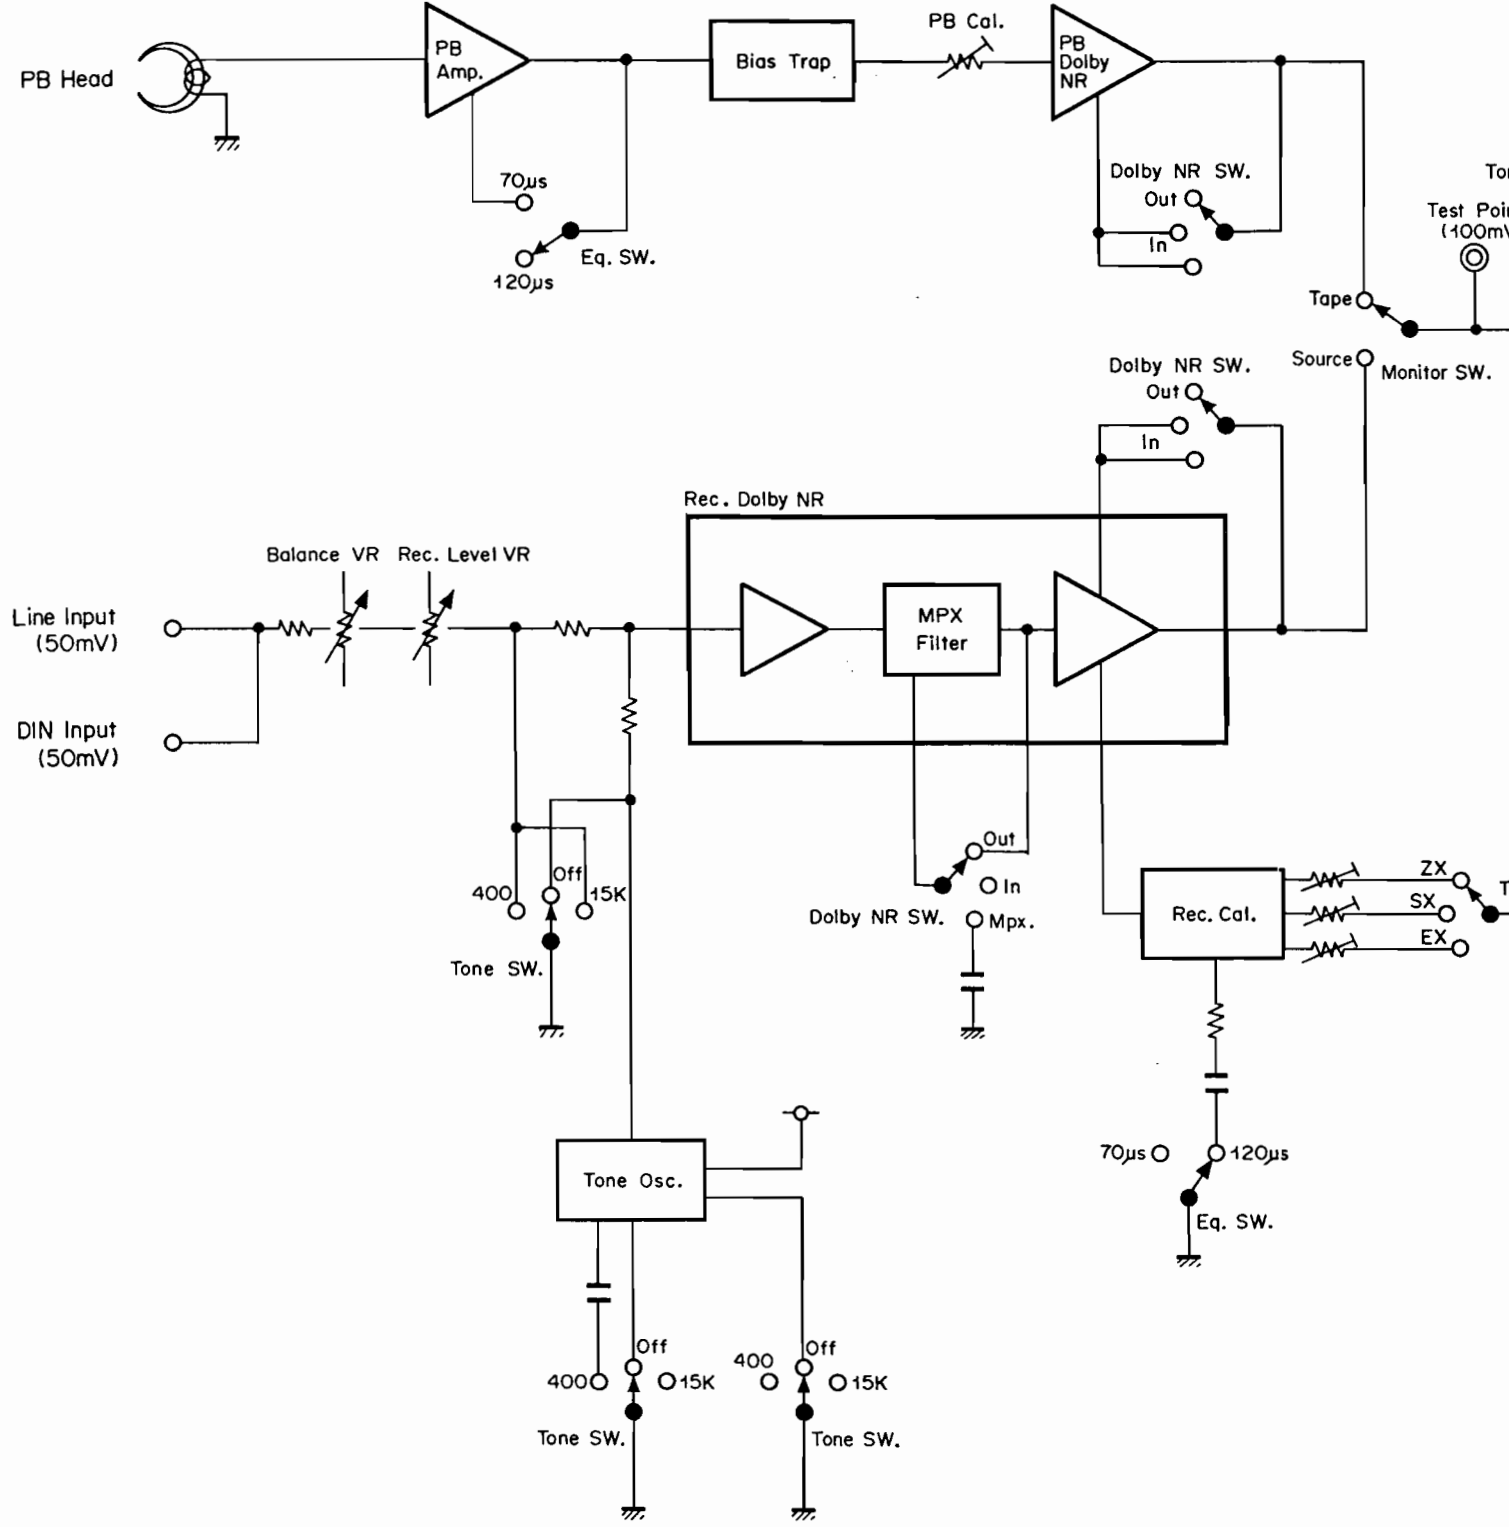 PB Head
PB
Amp.
Bias Trap
PB Cal.
PB
Dolby
NR
70µs
120µs
Eq. SW.
Dolby NR SW.
Out
In
Test
(100mV
Tape
Source
Monitor SW.
Dolby NR SW.
Out
In
Rec. Dolby NR
Balance VR
Rec. Level VR
Line Input
(50mV)
DIN Input
(50mV)
MPX
Filter
400
Off
15K
Tone SW.
Out
In
Mpx.
Dolby NR SW.
Rec. Cal.
ZX
SX
EX
70µs
120µs
Eq. SW.
Tone Osc.
400
Off
15K
Tone SW.
400
Off
15K
Tone SW.